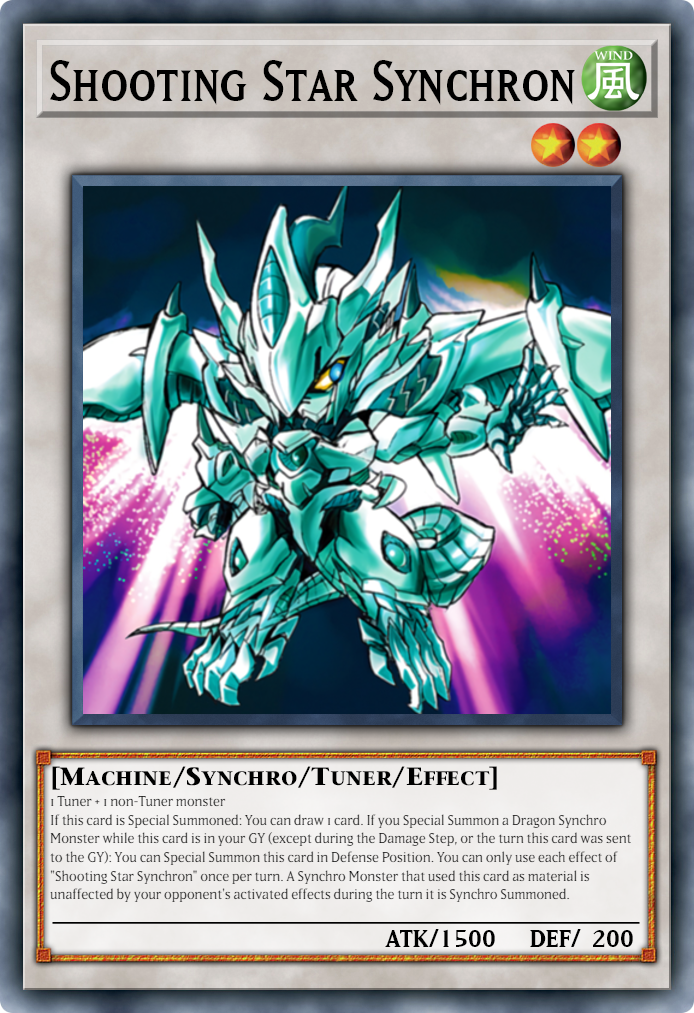 Shooting Star Synchron
WIND
風
[Machine/Synchro/Tuner/Effect]
1 Tuner + 1 non-Tuner monster
If this card is Special Summoned: You can draw 1 card. If you Special Summon a Dragon Synchro
Monster while this card is in your GY (except during the Damage Step, or the turn this card was sent
to the GY): You can Special Summon this card in Defense Position. You can only use each effect of
"Shooting Star Synchron" once per turn. A Synchro Monster that used this card as material is
unaffected by your opponent's activated effects during the turn it is Synchro Summoned.
ATK/1500 DEF/ 200